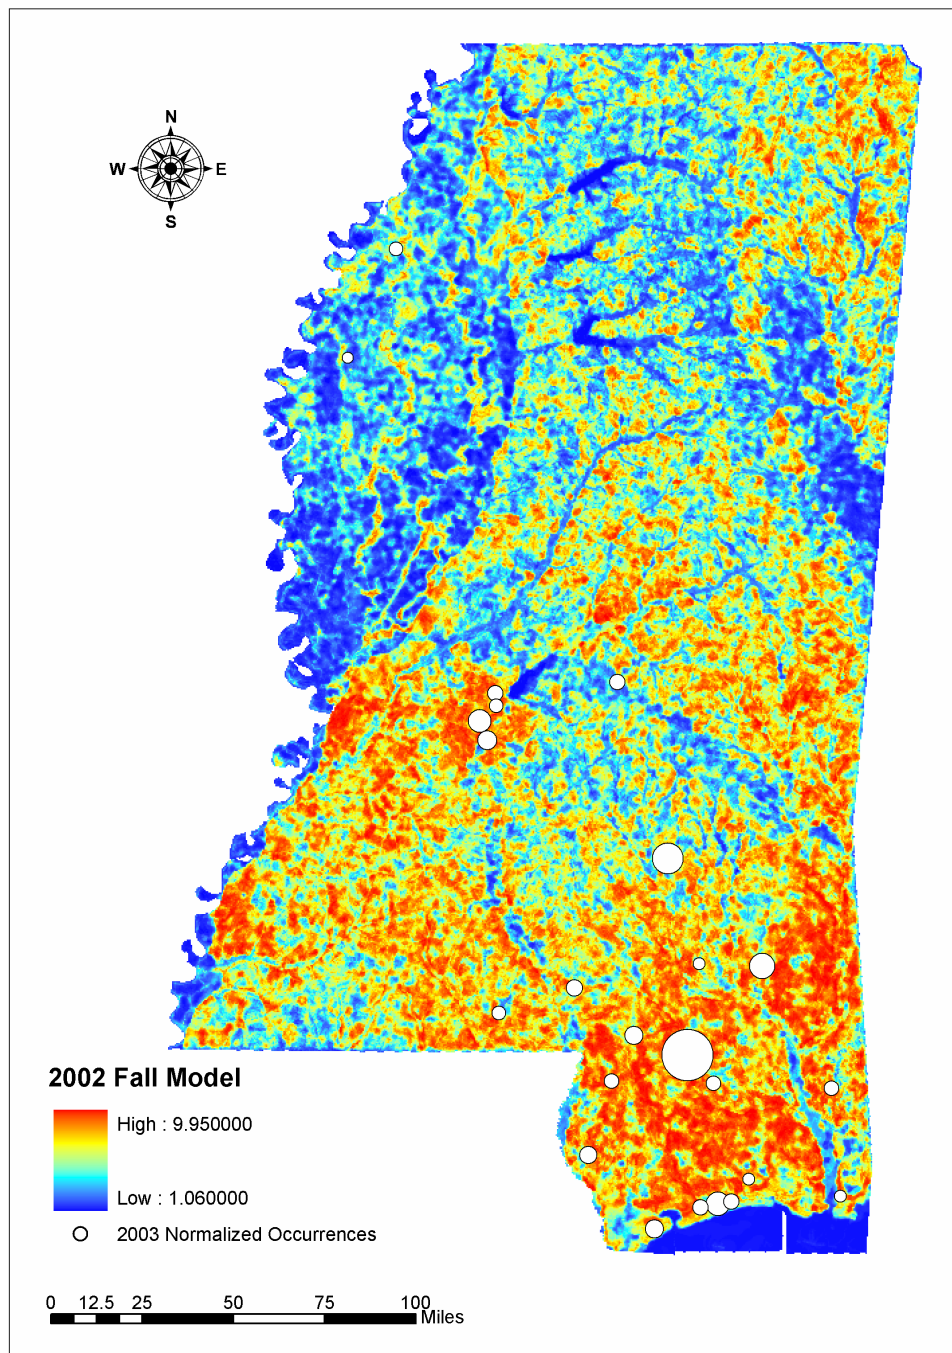 N
W E
S
2002 Fall Model
High : 9.950000
Low : 1.060000
2003 Normalized Occurrences
0 12.5 25 50 75 100
Miles